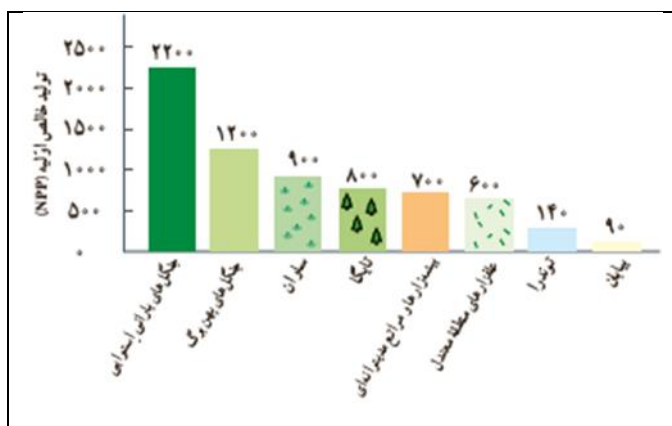 تولید خالص اولیه (NPP)
۲۵۰۰
۲۰۰۰
۱۵۰۰
۱۰۰۰
۵۰۰
۰
۲۲۰۰
۱۲۰۰
۹۰۰
۸۰۰
۷۰۰
۶۰۰
۱۴۰
۹۰
جنگل‌های بارانی استوایی
جنگل‌های پهن برگ
ساوان
تایگا
بیشه‌زارها و مراتع مدیترانه‌ای
علفزارهای منطقهٔ معتدل
توندرا
بیابان